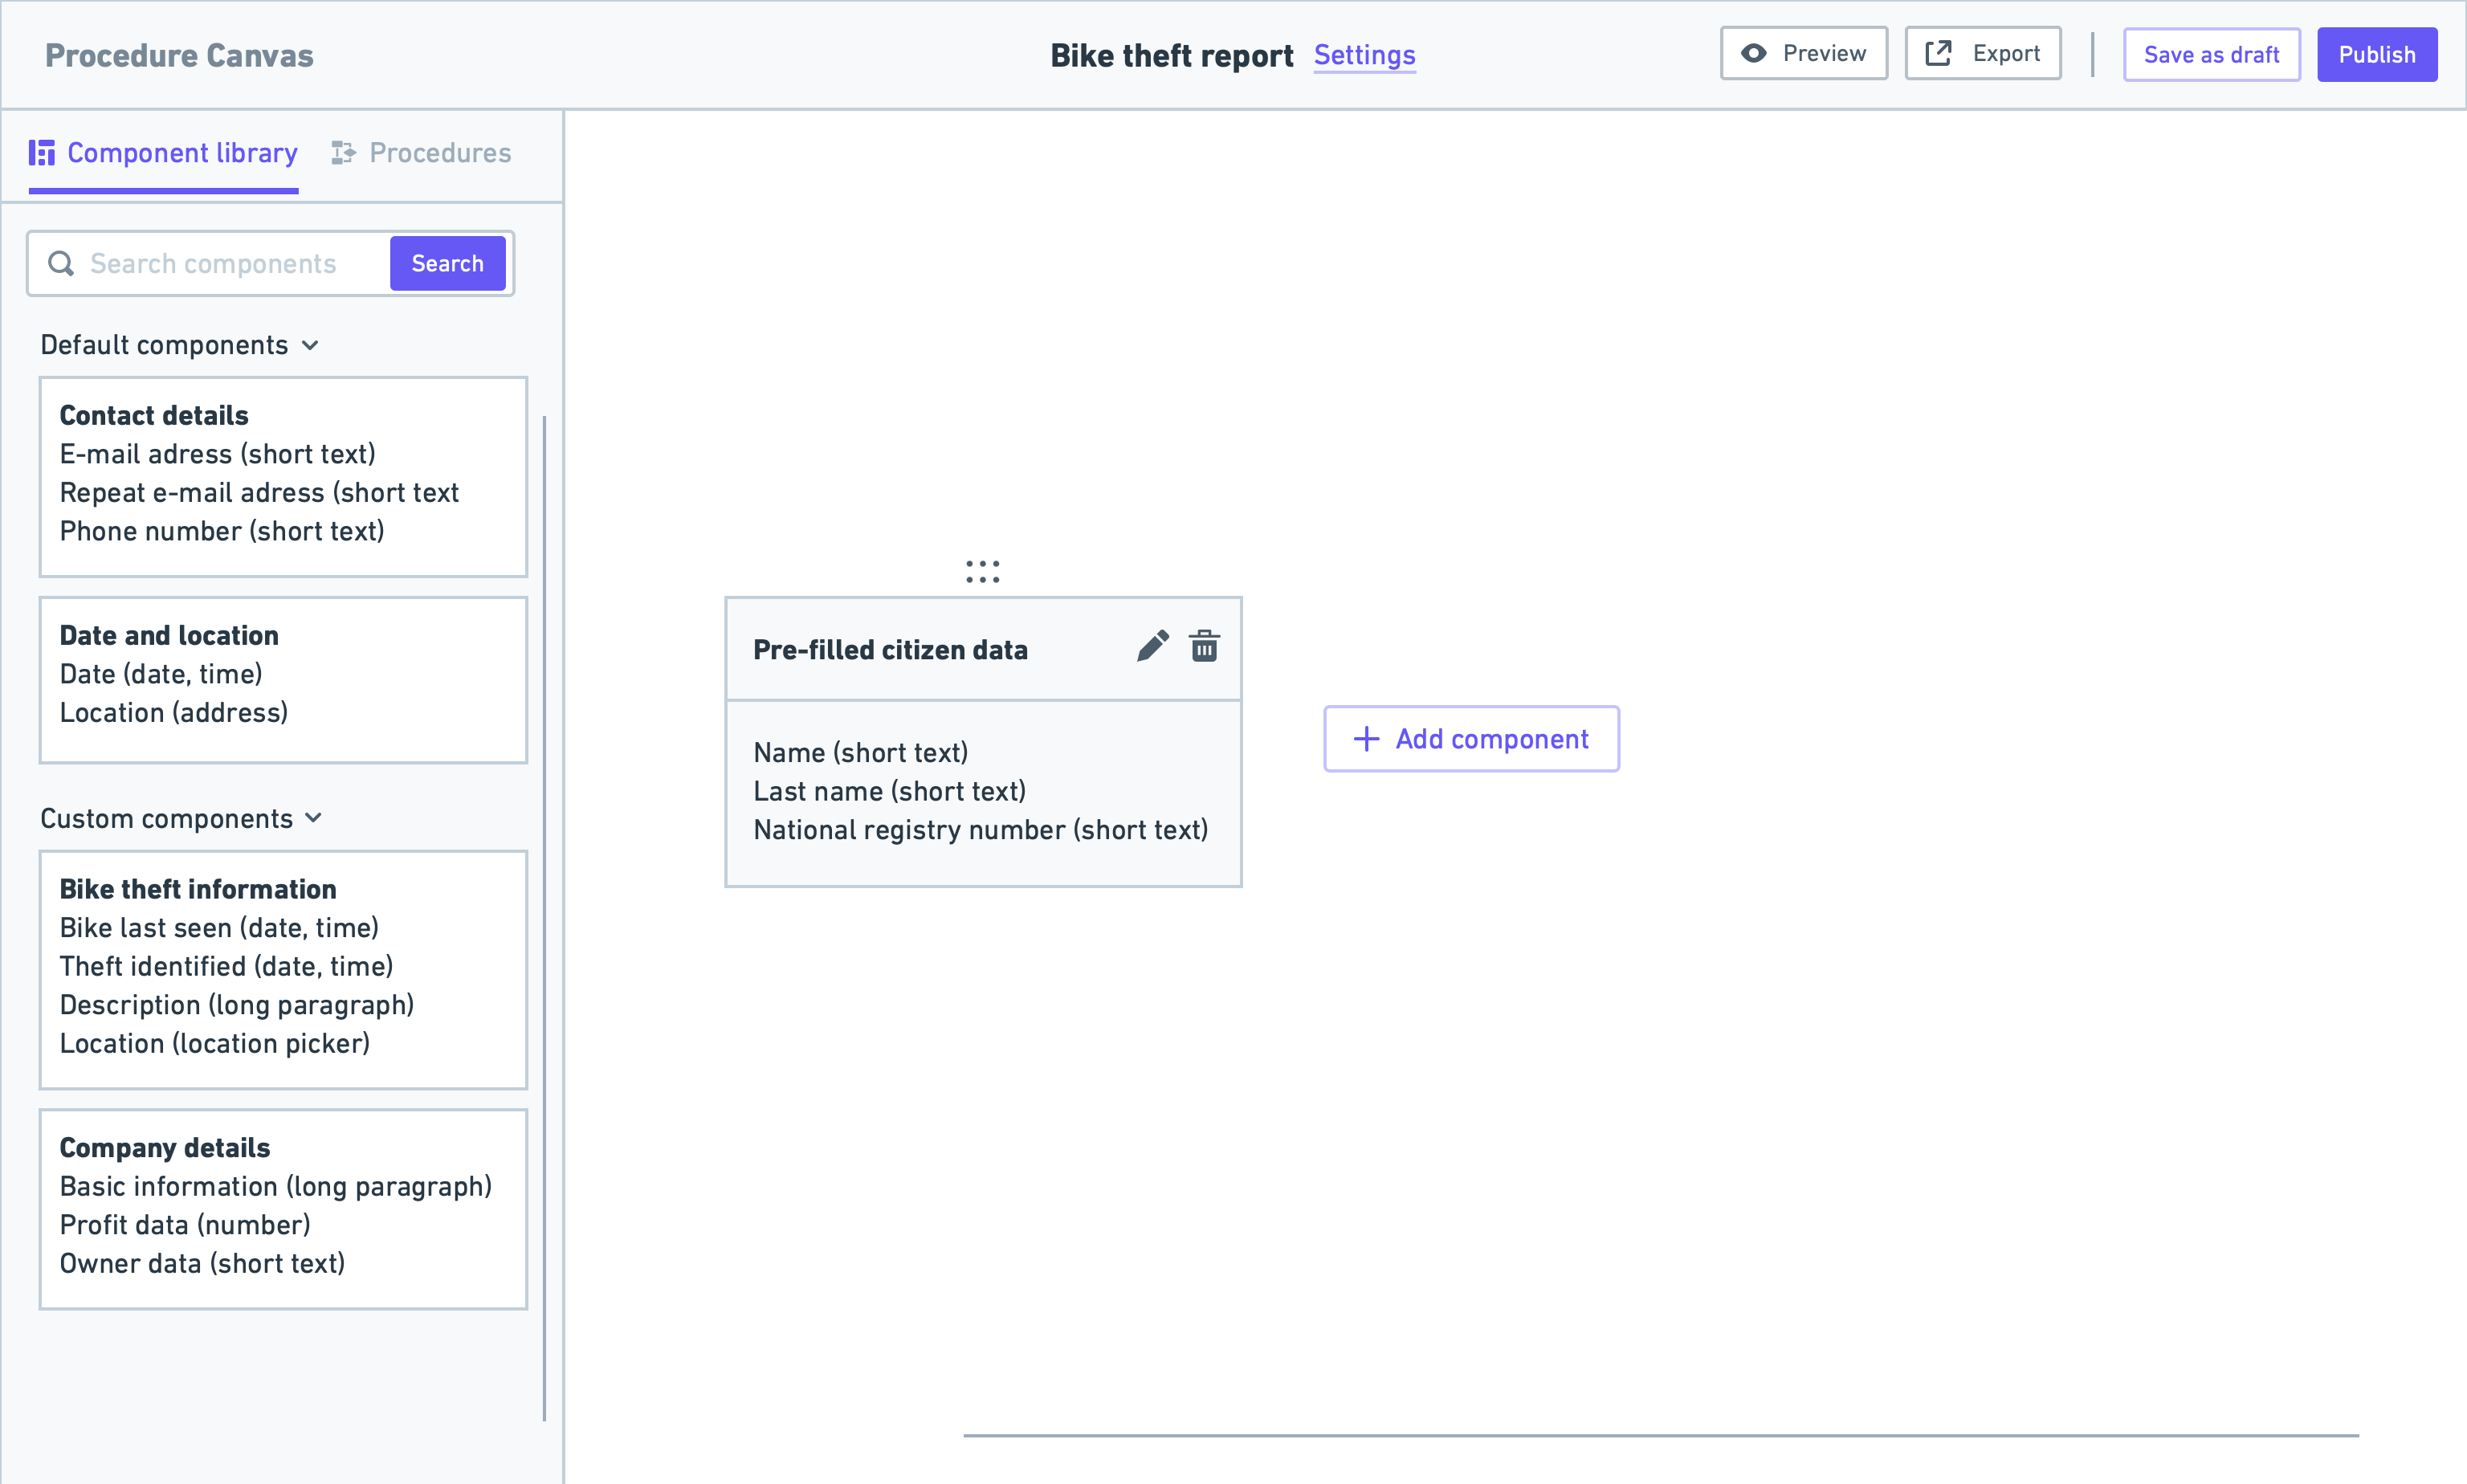 Procedure Canvas
Bike theft report Settings
Preview
Export
Save as draft
Publish
Component library
Procedures
Search components
Search
Default components
Contact details
E-mail adress (short text)
Repeat e-mail adress (short text
Phone number (short text)
Date and location
Date (date, time)
Location (address)
Custom components
Bike theft information
Bike last seen (date, time)
Theft identified (date, time)
Description (long paragraph)
Location (location picker)
Company details
Basic information (long paragraph)
Profit data (number)
Owner data (short text)
Pre-filled citizen data
Name (short text)
Last name (short text)
National registry number (short text)
Add component